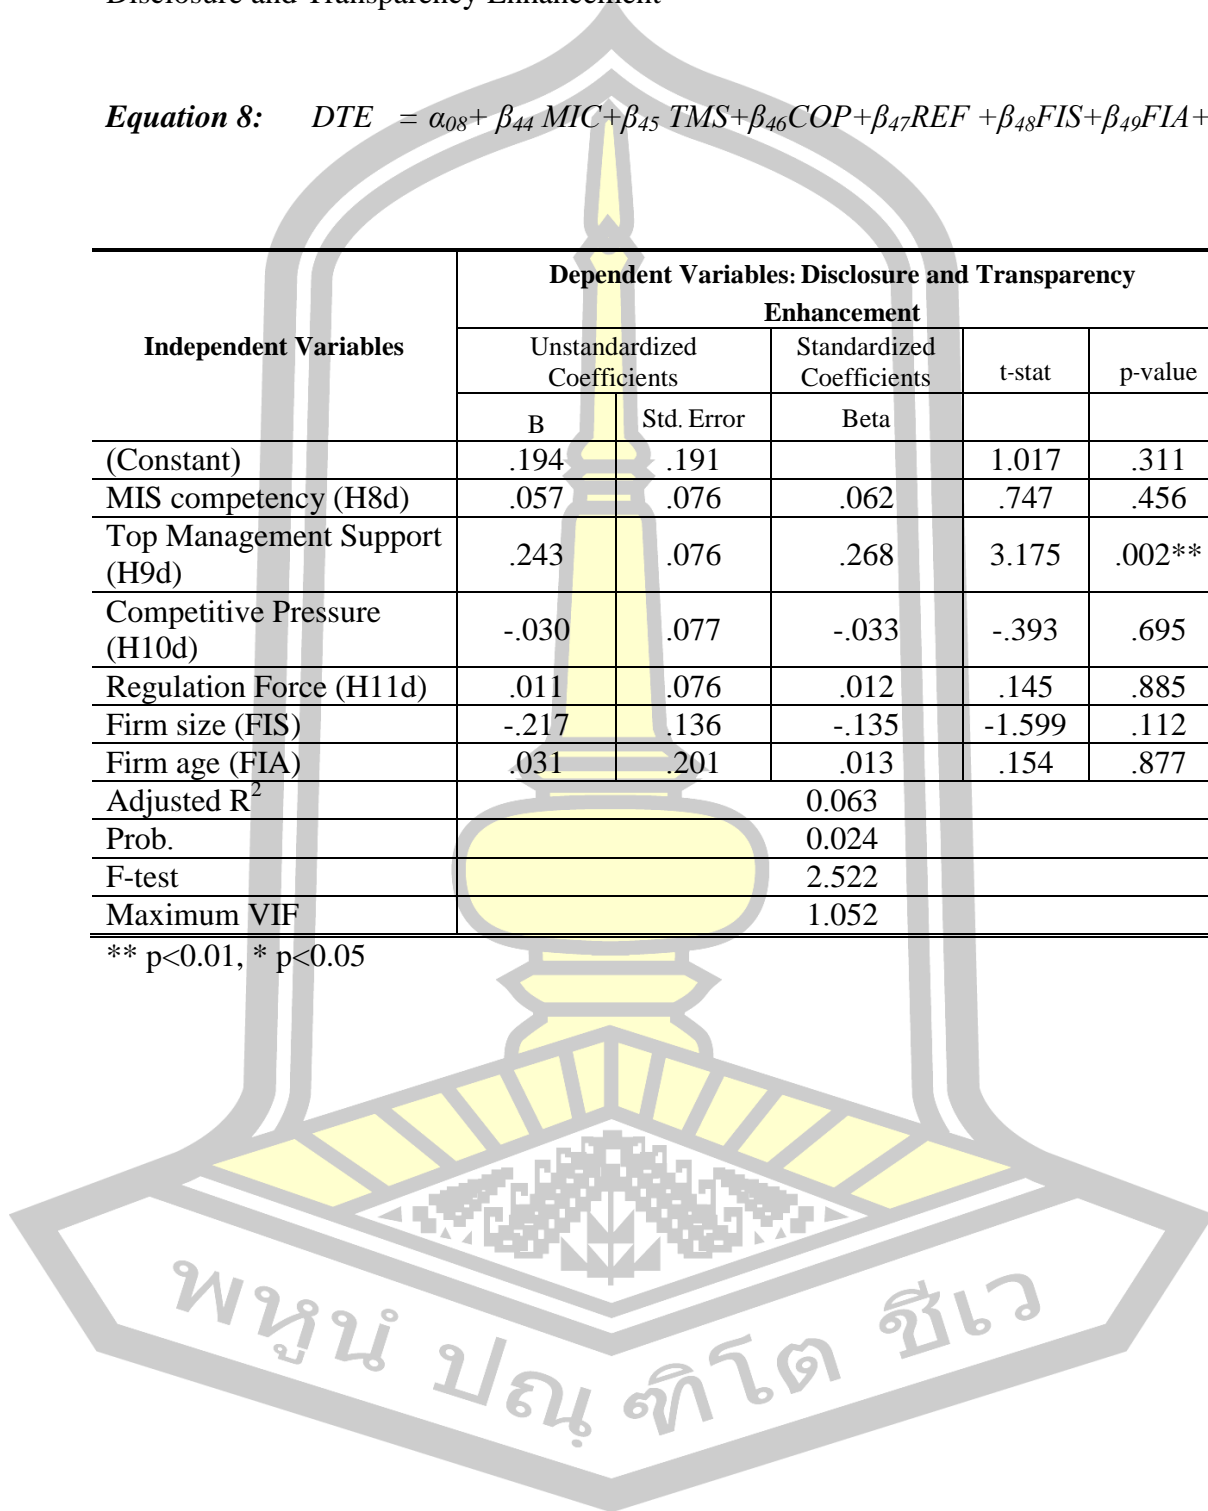 Disclosure and Transparency Enhancement
Equation 8: DTE = α08+ β44 MIC+β45 TMS+β46COP+β47REF +β48FIS+β49FIA+
Independent Variables
Dependent Variables: Disclosure and Transparency
Enhancement
Unstandardized
Coefficients
Standardized
Coefficients
t-stat p-value
B Std. Error Beta
(Constant) .194 .191 1.017 .311
MIS competency (H8d) .057 .076 .062 .747 .456
Top Management Support
(H9d) .243 .076 .268 3.175 .002**
Competitive Pressure
(H10d) -.030 .077 -.033 -.393 .695
Regulation Force (H11d) .011 .076 .012 .145 .885
Firm size (FIS) -.217 .136 -.135 -1.599 .112
Firm age (FIA) .031 .201 .013 .154 .877
Adjusted R2 0.063
Prob. 0.024
F-test 2.522
Maximum VIF 1.052
** p<0.01, * p<0.05
พหูนํ ปณฺฑิโต ชีเว